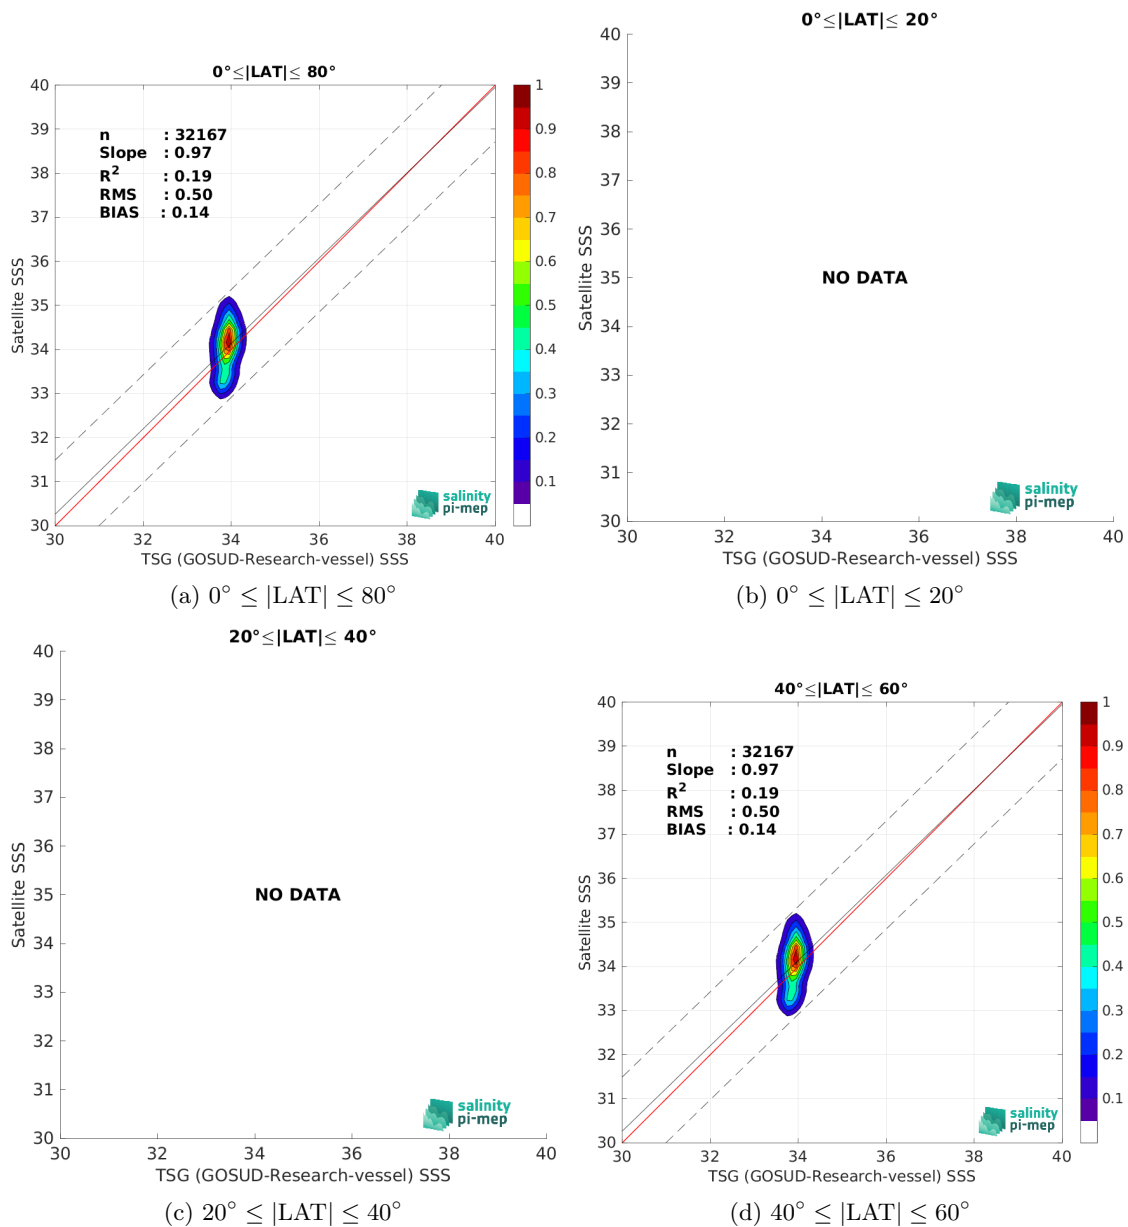 0°≤|LAT|≤ 80°
40
39
38
37
36
35
34
33
32
31
30
Satellite SSS
n : 32167
Slope : 0.97
R² : 0.19
RMS : 0.50
BIAS : 0.14
1
0.9
0.8
0.7
0.6
0.5
0.4
0.3
0.2
0.1
salinity
pi-mep
30 32 34 36 38 40
TSG (GOSUD-Research-vessel) SSS
(a) 0° ≤ |LAT| ≤ 80°
0°≤|LAT|≤ 20°
40
39
38
37
36
35
34
33
32
31
30
Satellite SSS
NO DATA
salinity
pi-mep
30 32 34 36 38 40
TSG (GOSUD-Research-vessel) SSS
(b) 0° ≤ |LAT| ≤ 20°
20°≤|LAT|≤ 40°
40
39
38
37
36
35
34
33
32
31
30
Satellite SSS
NO DATA
salinity
pi-mep
30 32 34 36 38 40
TSG (GOSUD-Research-vessel) SSS
(c) 20° ≤ |LAT| ≤ 40°
40°≤|LAT|≤ 60°
40
39
38
37
36
35
34
33
32
31
30
Satellite SSS
n : 32167
Slope : 0.97
R² : 0.19
RMS : 0.50
BIAS : 0.14
1
0.9
0.8
0.7
0.6
0.5
0.4
0.3
0.2
0.1
salinity
pi-mep
30 32 34 36 38 40
TSG (GOSUD-Research-vessel) SSS
(d) 40° ≤ |LAT| ≤ 60°